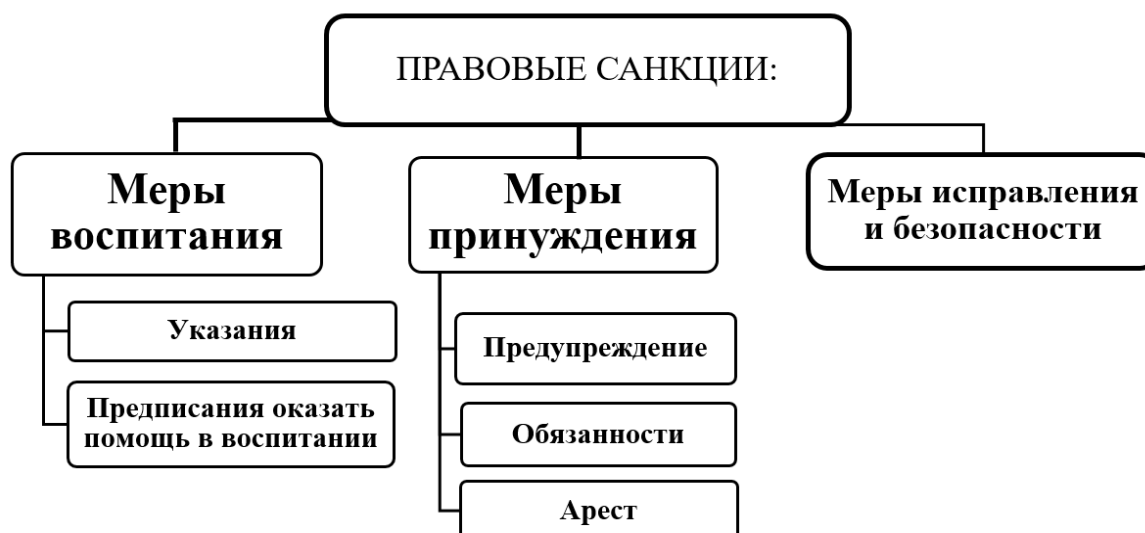 ПРАВОВЫЕ САНКЦИИ:
Меры
воспитания
Указания
Предписания оказать
помощь в воспитании
Меры
принуждения
Предупреждение
Обязанности
Арест
Меры исправления
и безопасности